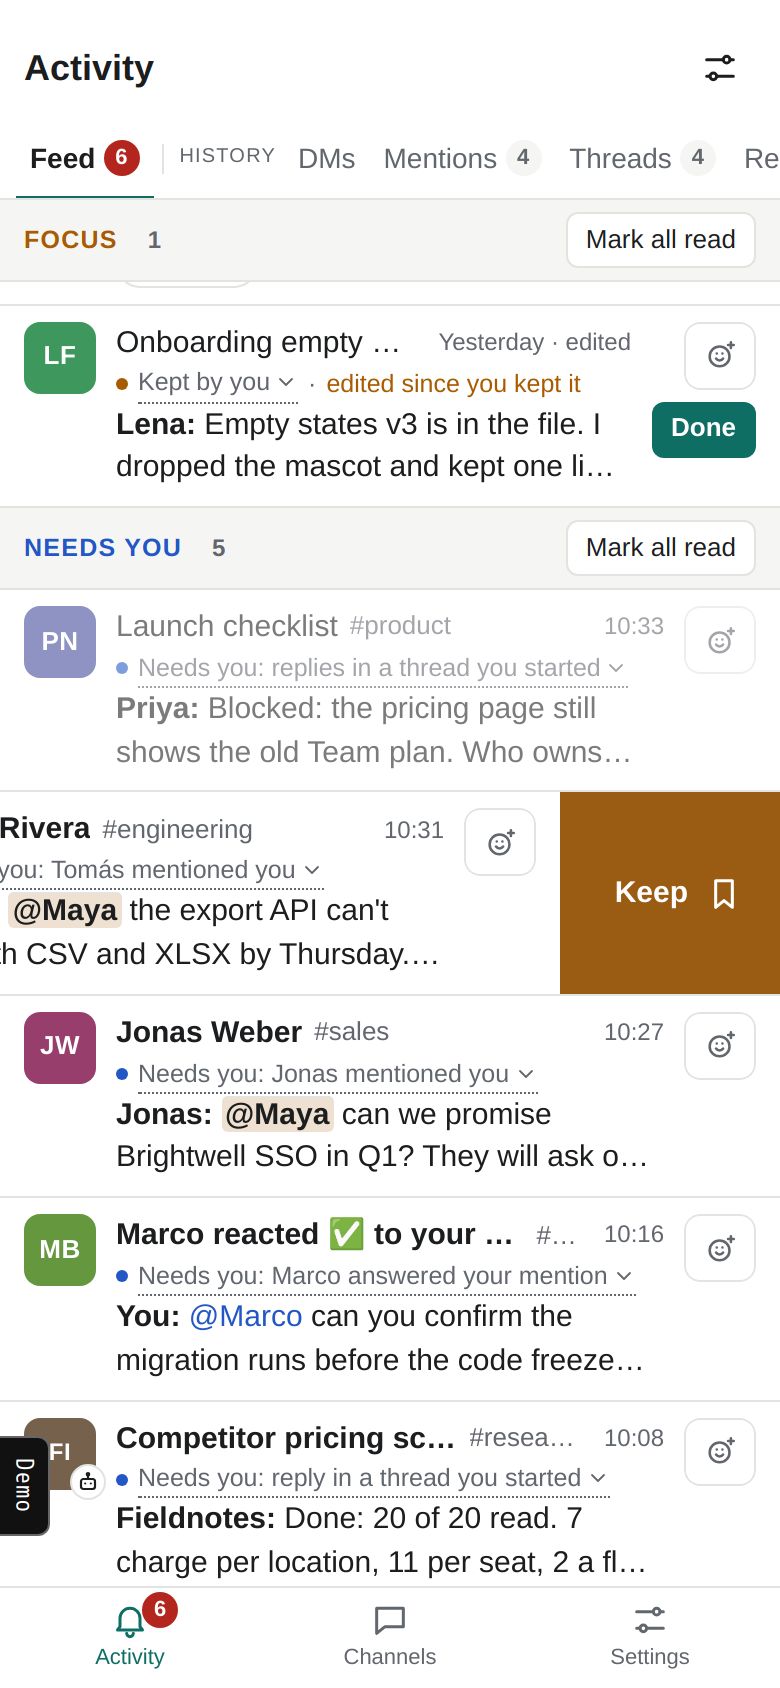 Activity
Feed 6 HISTORY DMs Mentions 4 Threads 4 Re
FOCUS 1 Mark all read
LF Onboarding empty … Yesterday · edited
Kept by you · edited since you kept it
Lena: Empty states v3 is in the file. I
dropped the mascot and kept one li…
Done
NEEDS YOU 5 Mark all read
PN Launch checklist #product 10:33
Needs you: replies in a thread you started
Priya: Blocked: the pricing page still
shows the old Team plan. Who owns…
Rivera #engineering 10:31
you: Tomás mentioned you
@Maya the export API can't
th CSV and XLSX by Thursday.…
Keep
JW Jonas Weber #sales 10:27
Needs you: Jonas mentioned you
Jonas: @Maya can we promise
Brightwell SSO in Q1? They will ask o…
MB Marco reacted ✅ to your … #… 10:16
Needs you: Marco answered your mention
You: @Marco can you confirm the
migration runs before the code freeze…
FI Competitor pricing sc… #resea… 10:08
Needs you: reply in a thread you started
Fieldnotes: Done: 20 of 20 read. 7
charge per location, 11 per seat, 2 a fl…
Demo
6
Activity Channels Settings